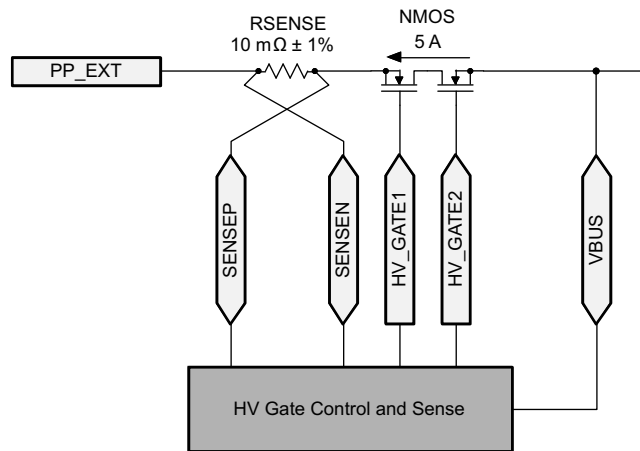 RSENSE
10 mΩ ± 1%
NMOS
5 A
PP_EXT
SENSEP
SENSEN
HV_GATE1
HV_GATE2
VBUS
HV Gate Control and Sense